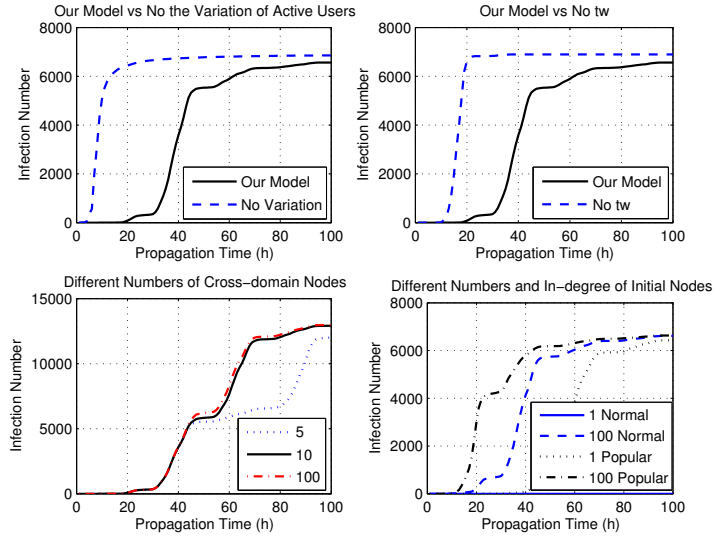 Our Model vs No the Variation of Active Users
8000
6000
4000
2000
0
Infection Number
Our Model
No Variation
0 20 40 60 80 100
Propagation Time (h)
Our Model vs No tw
8000
6000
4000
2000
0
Infection Number
Our Model
No tw
0 20 40 60 80 100
Propagation Time (h)
Different Numbers of Cross-domain Nodes
15000
10000
5000
0
Infection Number
5
10
100
0 20 40 60 80 100
Propagation Time (h)
Different Numbers and In-degree of Initial Nodes
8000
6000
4000
2000
0
Infection Number
1 Normal
100 Normal
1 Popular
100 Popular
0 20 40 60 80 100
Propagation Time (h)